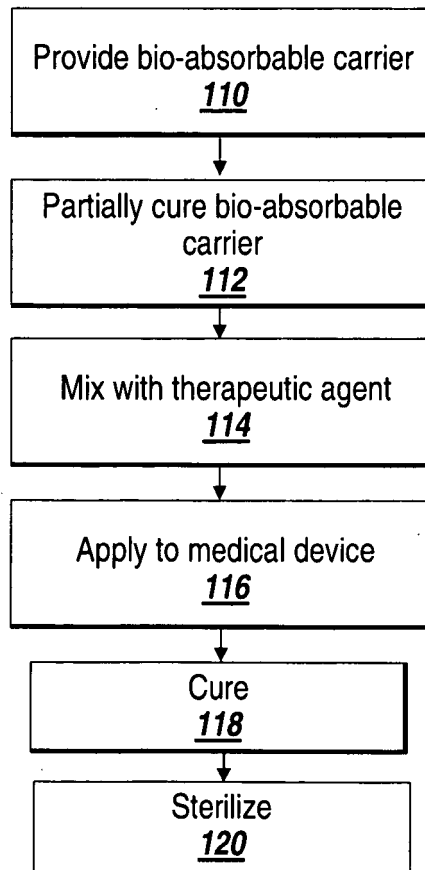 Provide bio-absorbable carrier
110
Partially cure bio-absorbable
carrier
112
Mix with therapeutic agent
114
Apply to medical device
116
Cure
118
Sterilize
120